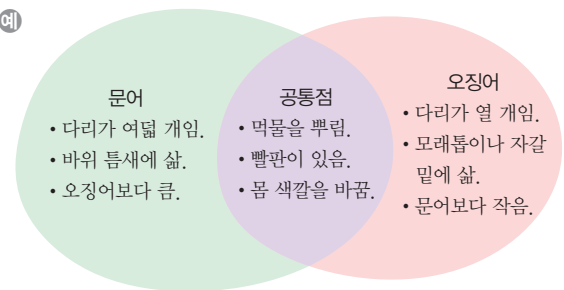 예
문어
• 다리가 여덟 개임.
• 바위 틈새에 삶.
• 오징어보다 큼.
공통점
• 먹물을 뿌림.
• 빨판이 있음.
• 몸 색깔을 바꿈.
오징어
• 다리가 열 개임.
• 모래톱이나 자갈
밑에 삶.
• 문어보다 작음.